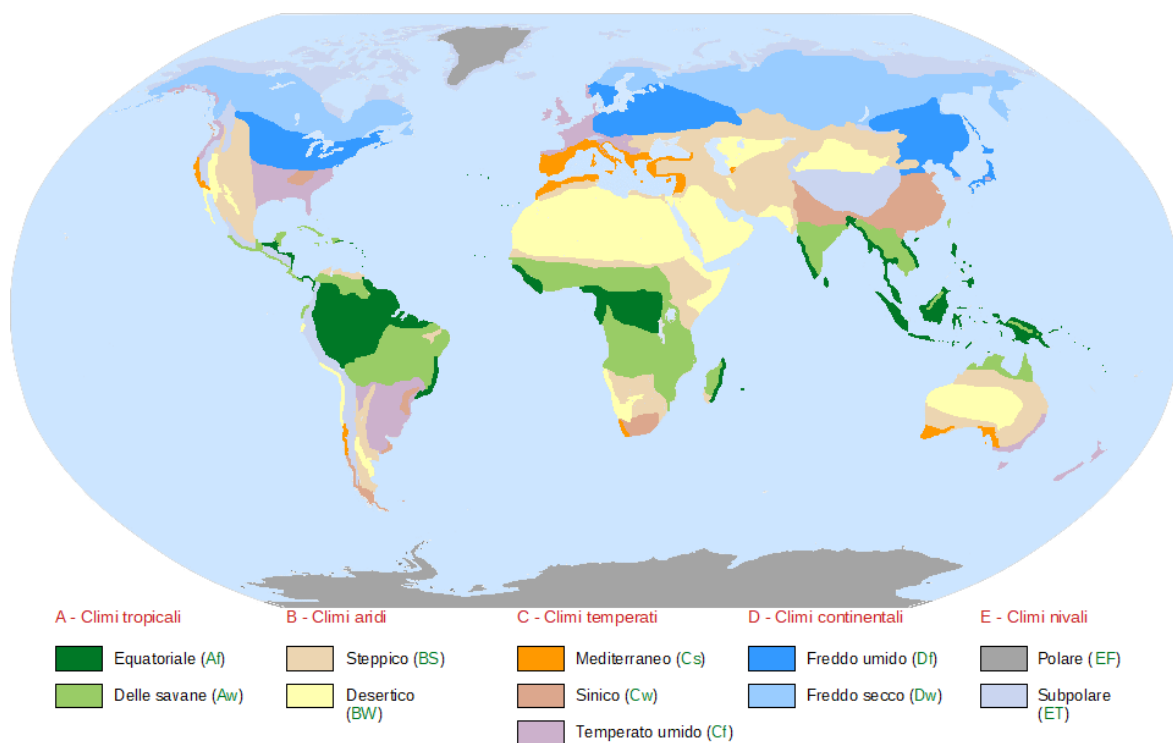 A - Climi tropicali
B - Climi aridi
C - Climi temperati
D - Climi continentali
E - Climi nivali
Equatoriale (Af)
Steppico (BS)
Mediterraneo (Cs)
Freddo umido (Df)
Polare (EF)
Delle savane (Aw)
Desertico
(BW)
Sinico (Cw)
Freddo secco (Dw)
Subpolare
(ET)
Temperato umido (Cf)